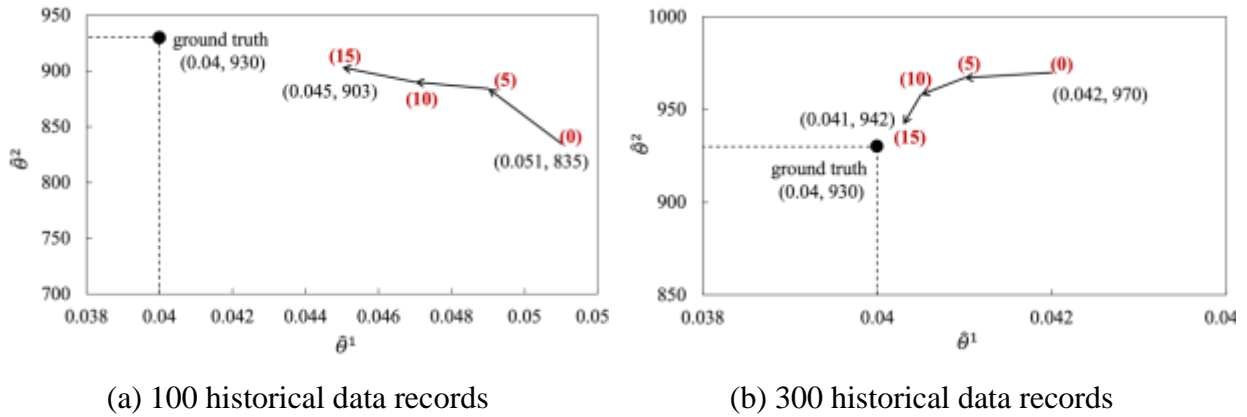 950
900
850
800
750
700
θ̂²
ground truth
(0.04, 930)
(15)
(0.045, 903)
(10)
(5)
(0)
(0.051, 835)
0.038 0.04 0.042 0.044 0.046 0.048 0.05 0.05
θ̂¹
(a) 100 historical data records
1000
950
900
850
θ̂²
(0)
(5)
(10)
(0.042, 970)
(0.041, 942)
(15)
ground truth
(0.04, 930)
0.038 0.04 0.042 0.04
θ̂¹
(b) 300 historical data records